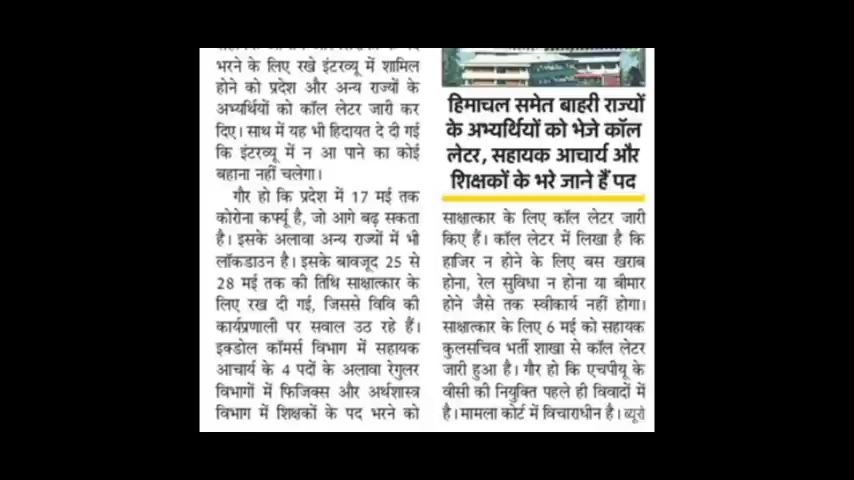 भरने के लिए रखे इंटरव्यू में शामिल
होने को प्रदेश और अन्य राज्यों के
अभ्यर्थियों को कॉल लेटर जारी कर
दिए। साथ में यह भी हिदायत दे दी गई
कि इंटरव्यू में न आ पाने का कोई
बहाना नहीं चलेगा।
गौर हो कि प्रदेश में 17 मई तक
कोरोना कर्फ्यू है, जो आगे बढ़ सकता
है। इसके अलावा अन्य राज्यों में भी
लॉकडाउन है। इसके बावजूद 25 से
28 मई तक की तिथि साक्षात्कार के
लिए रख दी गई, जिससे विवि की
कार्यप्रणाली पर सवाल उठ रहे हैं।
इक्डोल कॉमर्स विभाग में सहायक
आचार्य के 4 पदों के अलावा रेगुलर
विभागों में फिजिक्स और अर्थशास्त्र
विभाग में शिक्षकों के पद भरने को
हिमाचल समेत बाहरी राज्यों
के अभ्यर्थियों को भेजे कॉल
लेटर, सहायक आचार्य और
शिक्षकों के भरे जाने हैं पद
साक्षात्कार के लिए कॉल लेटर जारी
किए हैं। कॉल लेटर में लिखा है कि
हाजिर न होने के लिए बस खराब
होना, रेल सुविधा न होना या बीमार
होने जैसे तक स्वीकार्य नहीं होगा।
साक्षात्कार के लिए 6 मई को सहायक
कुलसचिव भर्ती शाखा से कॉल लेटर
जारी हुआ है। गौर हो कि एचपीयू के
वीसी की नियुक्ति पहले ही विवादों में
है। मामला कोर्ट में विचाराधीन है। ब्यूरो